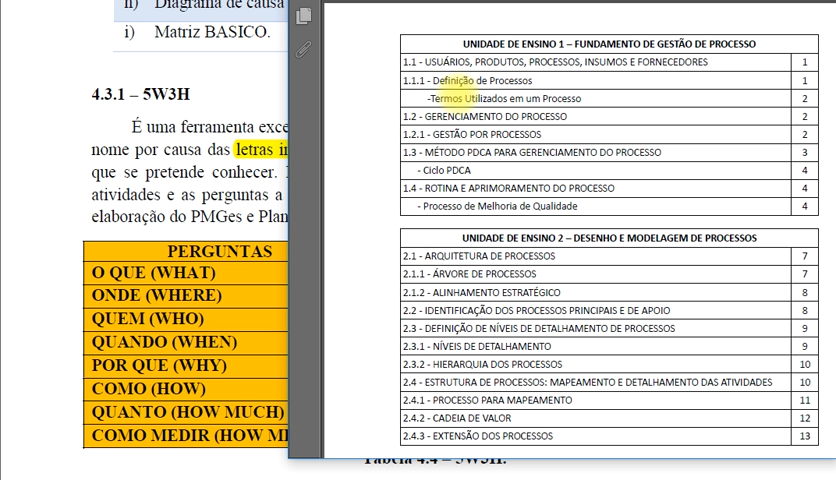 h) Diagrama de causa
i) Matriz BASICO.
4.3.1 – 5W3H
É uma ferramenta exce
nome por causa das letras in
que se pretende conhecer.
atividades e as perguntas a
elaboração do PMGes e Plan
PERGUNTAS
O QUE (WHAT)
ONDE (WHERE)
QUEM (WHO)
QUANDO (WHEN)
POR QUE (WHY)
COMO (HOW)
QUANTO (HOW MUCH)
COMO MEDIR (HOW ME
Tabela 4.4 – 5W3H.
UNIDADE DE ENSINO 1 – FUNDAMENTO DE GESTÃO DE PROCESSO
1.1 - USUÁRIOS, PRODUTOS, PROCESSOS, INSUMOS E FORNECEDORES 1
1.1.1 - Definição de Processos 1
-Termos Utilizados em um Processo 2
1.2 - GERENCIAMENTO DO PROCESSO 2
1.2.1 - GESTÃO POR PROCESSOS 2
1.3 - MÉTODO PDCA PARA GERENCIAMENTO DO PROCESSO 3
- Ciclo PDCA 4
1.4 - ROTINA E APRIMORAMENTO DO PROCESSO 4
- Processo de Melhoria de Qualidade 4
UNIDADE DE ENSINO 2 – DESENHO E MODELAGEM DE PROCESSOS
2.1 - ARQUITETURA DE PROCESSOS 7
2.1.1 - ÁRVORE DE PROCESSOS 7
2.1.2 - ALINHAMENTO ESTRATÉGICO 8
2.2 - IDENTIFICAÇÃO DOS PROCESSOS PRINCIPAIS E DE APOIO 8
2.3 - DEFINIÇÃO DE NÍVEIS DE DETALHAMENTO DE PROCESSOS 9
2.3.1 - NÍVEIS DE DETALHAMENTO 9
2.3.2 - HIERARQUIA DOS PROCESSOS 10
2.4 - ESTRUTURA DE PROCESSOS: MAPEAMENTO E DETALHAMENTO DAS ATIVIDADES 10
2.4.1 - PROCESSO PARA MAPEAMENTO 11
2.4.2 - CADEIA DE VALOR 12
2.4.3 - EXTENSÃO DOS PROCESSOS 13